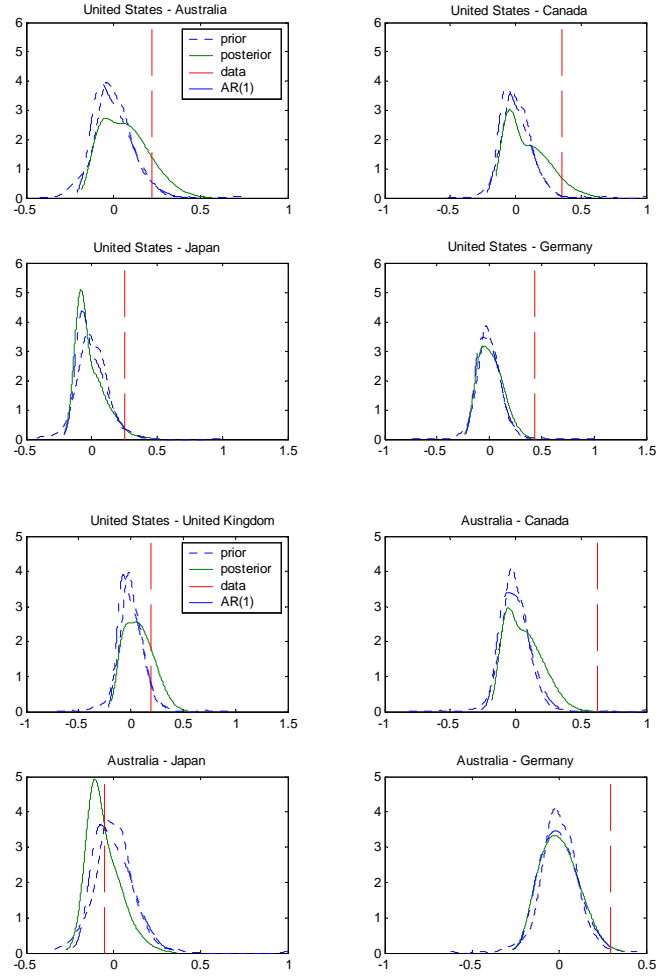 United States - Australia
6
5
4
3
2
1
0
-0.5 0 0.5 1
prior
posterior
data
AR(1)
United States - Canada
6
5
4
3
2
1
0
-1 -0.5 0 0.5 1
United States - Japan
6
5
4
3
2
1
0
-0.5 0 0.5 1 1.5
United States - Germany
6
5
4
3
2
1
0
-1 -0.5 0 0.5 1
United States - United Kingdom
6
5
4
3
2
1
0
-1 -0.5 0 0.5 1 1.5
prior
posterior
data
AR(1)
Australia - Canada
6
5
4
3
2
1
0
-1 -0.5 0 0.5 1
Australia - Japan
5
4
3
2
1
0
-0.5 0 0.5 1
Australia - Germany
5
4
3
2
1
0
-1 -0.5 0 0.5